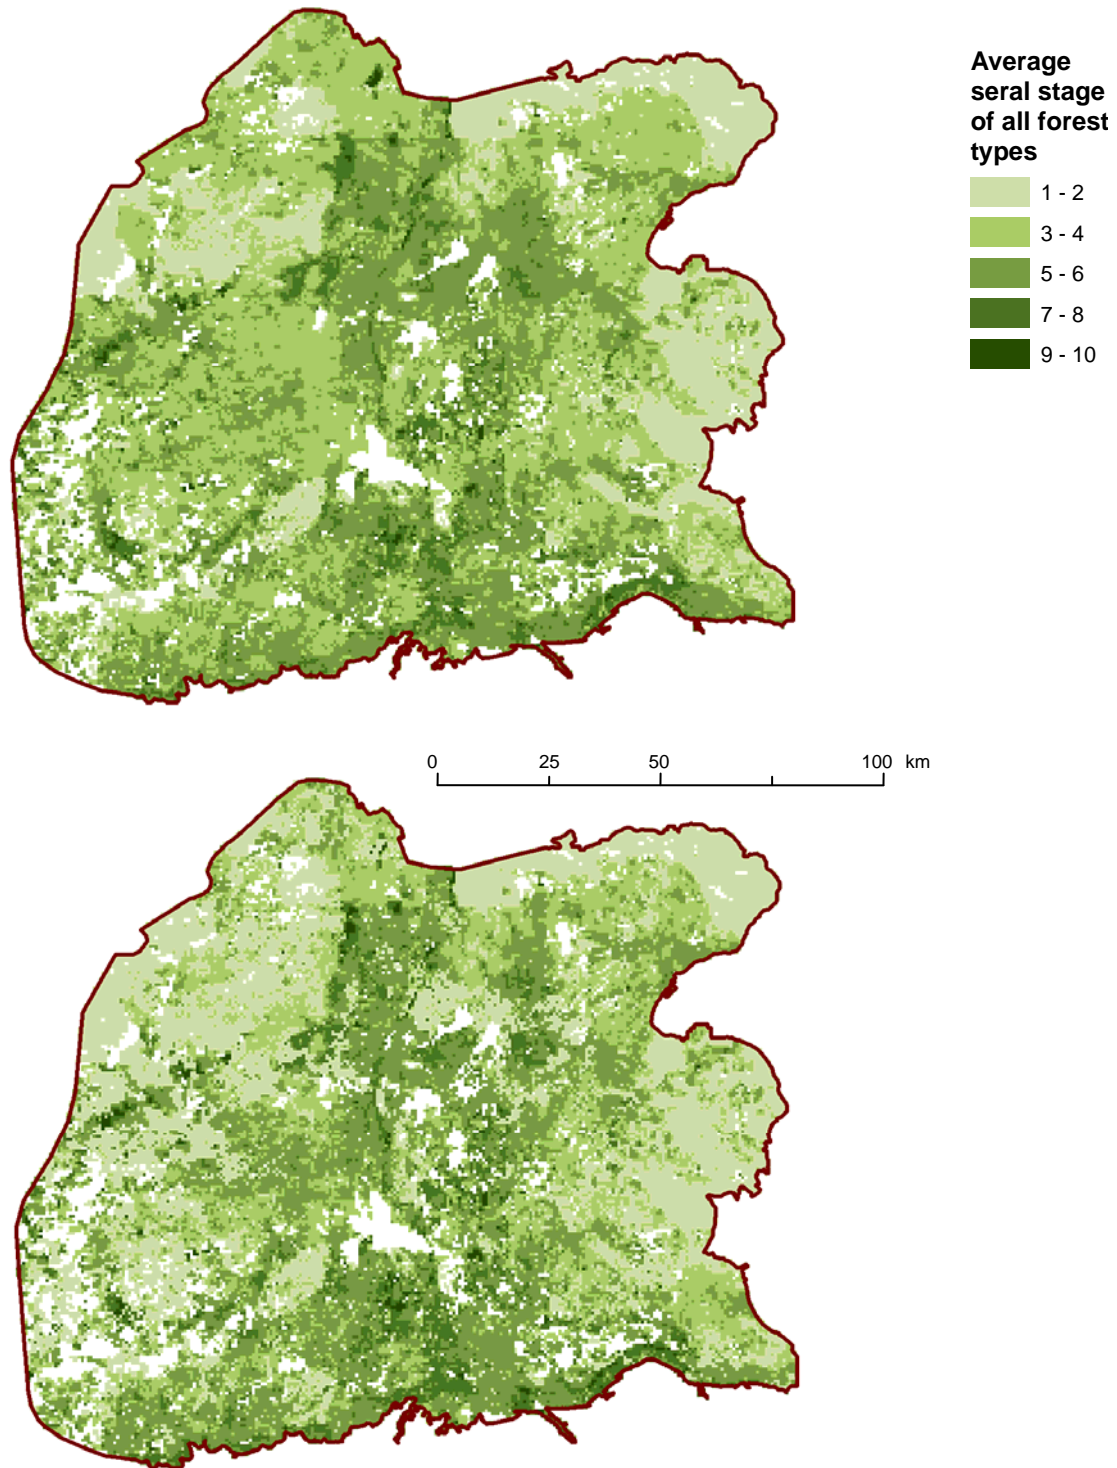 Average
seral stage
of all forest
types
1 - 2
3 - 4
5 - 6
7 - 8
9 - 10
0 25 50 100 km